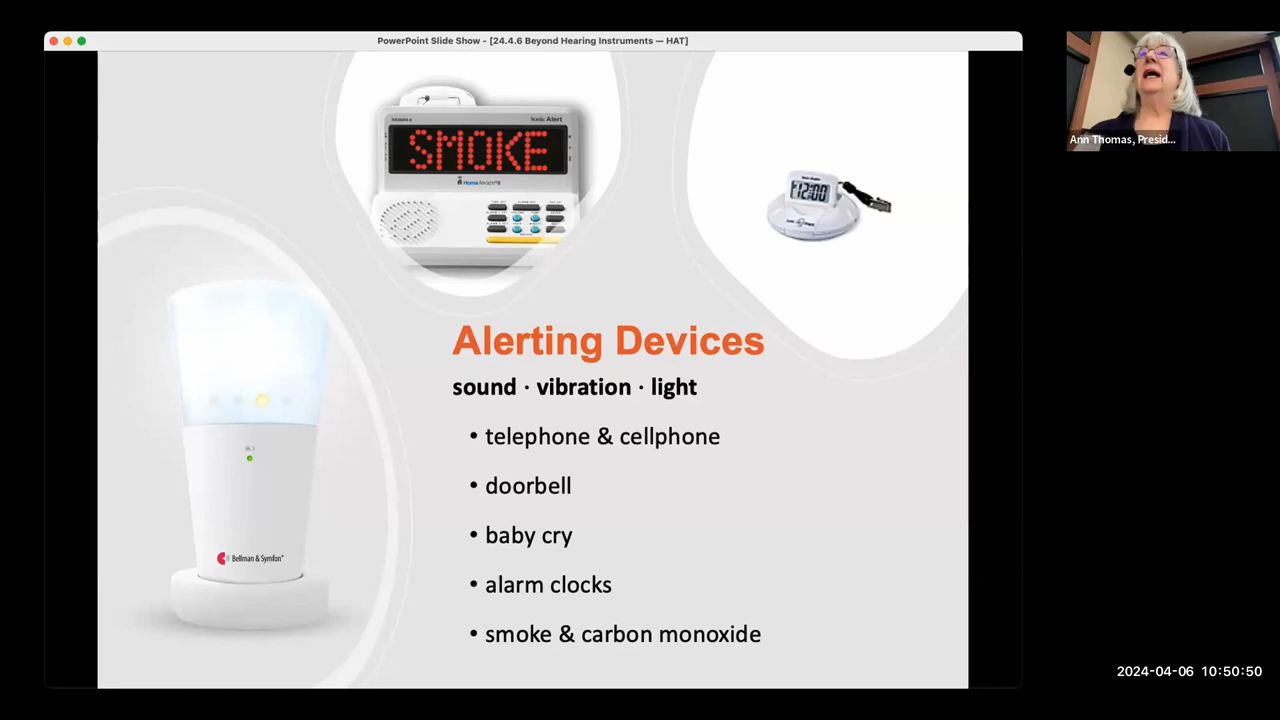 PowerPoint Slide Show - [24.4.6 Beyond Hearing Instruments — HAT]
Ann Thomas, Presid...
Sonic Alert
SMOKE
HomeAware
12:00
Alerting Devices
sound · vibration · light
• telephone & cellphone
• doorbell
• baby cry
• alarm clocks
• smoke & carbon monoxide
Bellman & Symfon®
2024-04-06 10:50:50